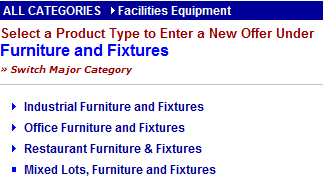 ALL CATEGORIES Facilities Equipment
Select a Product Type to Enter a New Offer Under
Furniture and Fixtures
» Switch Major Category
Industrial Furniture and Fixtures
Office Furniture and Fixtures
Restaurant Furniture & Fixtures
Mixed Lots, Furniture and Fixtures